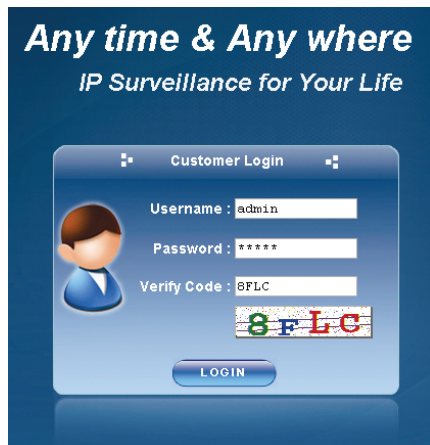 Any time & Any where
IP Surveillance for Your Life
Customer Login
Username : admin
Password : *****
Verify Code : 8FLC
8FLC
LOGIN